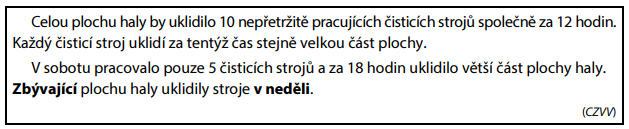 Celou plochu haly by uklidilo 10 nepřetržitě pracujících čisticích strojů společně za 12 hodin.
Každý čisticí stroj uklidí za tentýž čas stejně velkou část plochy.
V sobotu pracovalo pouze 5 čisticích strojů a za 18 hodin uklidilo větší část plochy haly.
Zbývající plochu haly uklidily stroje v neděli.
(CZVV)